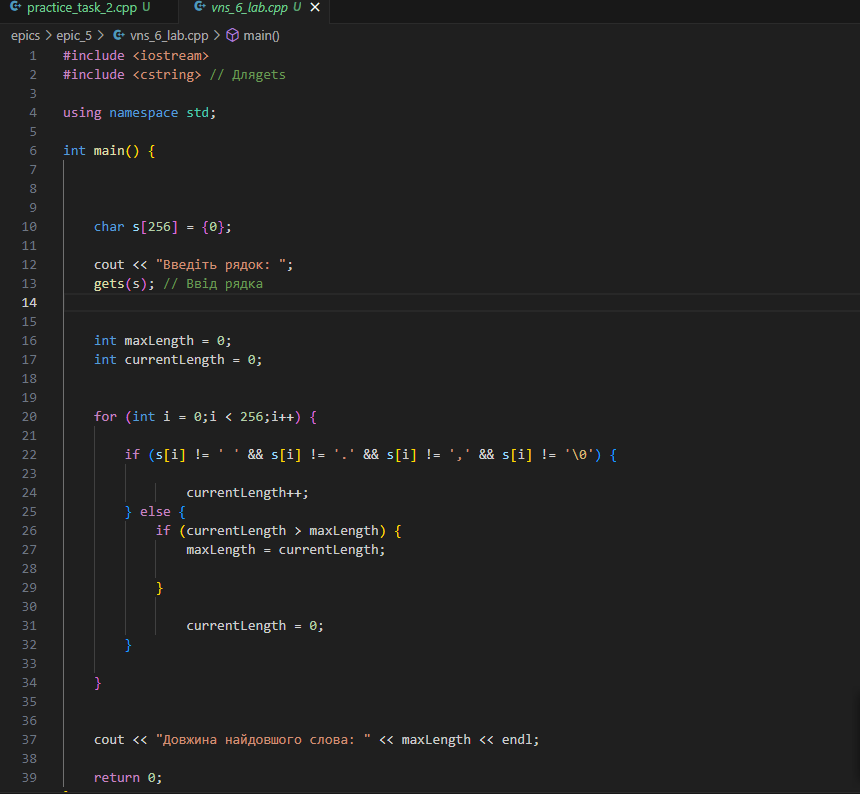 practice_task_2.cpp U vns_6_lab.cpp U ×
epics > epic_5 > vns_6_lab.cpp > main()
1 #include <iostream>
2 #include <cstring> // Дляgets
3
4 using namespace std;
5
6 int main() {
7
8
9
10 char s[256] = {0};
11
12 cout << "Введіть рядок: ";
13 gets(s); // Ввід рядка
14
15
16 int maxLength = 0;
17 int currentLength = 0;
18
19
20 for (int i = 0;i < 256;i++) {
21
22 if (s[i] != ' ' && s[i] != '.' && s[i] != ',' && s[i] != '\0') {
23
24 currentLength++;
25 } else {
26 if (currentLength > maxLength) {
27 maxLength = currentLength;
28
29 }
30
31 currentLength = 0;
32 }
33
34 }
35
36
37 cout << "Довжина найдовшого слова: " << maxLength << endl;
38
39 return 0;